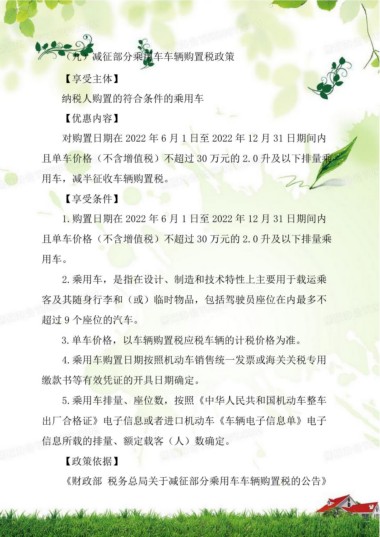 （九）减征部分乘用车车辆购置税政策
【享受主体】
纳税人购置的符合条件的乘用车
【优惠内容】
对购置日期在 2022 年 6 月 1 日至 2022 年 12 月 31 日期间内
且单车价格（不含增值税）不超过 30 万元的 2.0 升及以下排量乘
用车，减半征收车辆购置税。
【享受条件】
1.购置日期在 2022 年 6 月 1 日至 2022 年 12 月 31 日期间内
且单车价格（不含增值税）不超过 30 万元的 2.0 升及以下排量乘
用车。
2.乘用车，是指在设计、制造和技术特性上主要用于载运乘
客及其随身行李和（或）临时物品，包括驾驶员座位在内最多不
超过 9 个座位的汽车。
3.单车价格，以车辆购置税应税车辆的计税价格为准。
4.乘用车购置日期按照机动车销售统一发票或海关关税专用
缴款书等有效凭证的开具日期确定。
5.乘用车排量、座位数，按照《中华人民共和国机动车整车
出厂合格证》电子信息或者进口机动车《车辆电子信息单》电子
信息所载的排量、额定载客（人）数确定。
【政策依据】
《财政部 税务总局关于减征部分乘用车车辆购置税的公告》